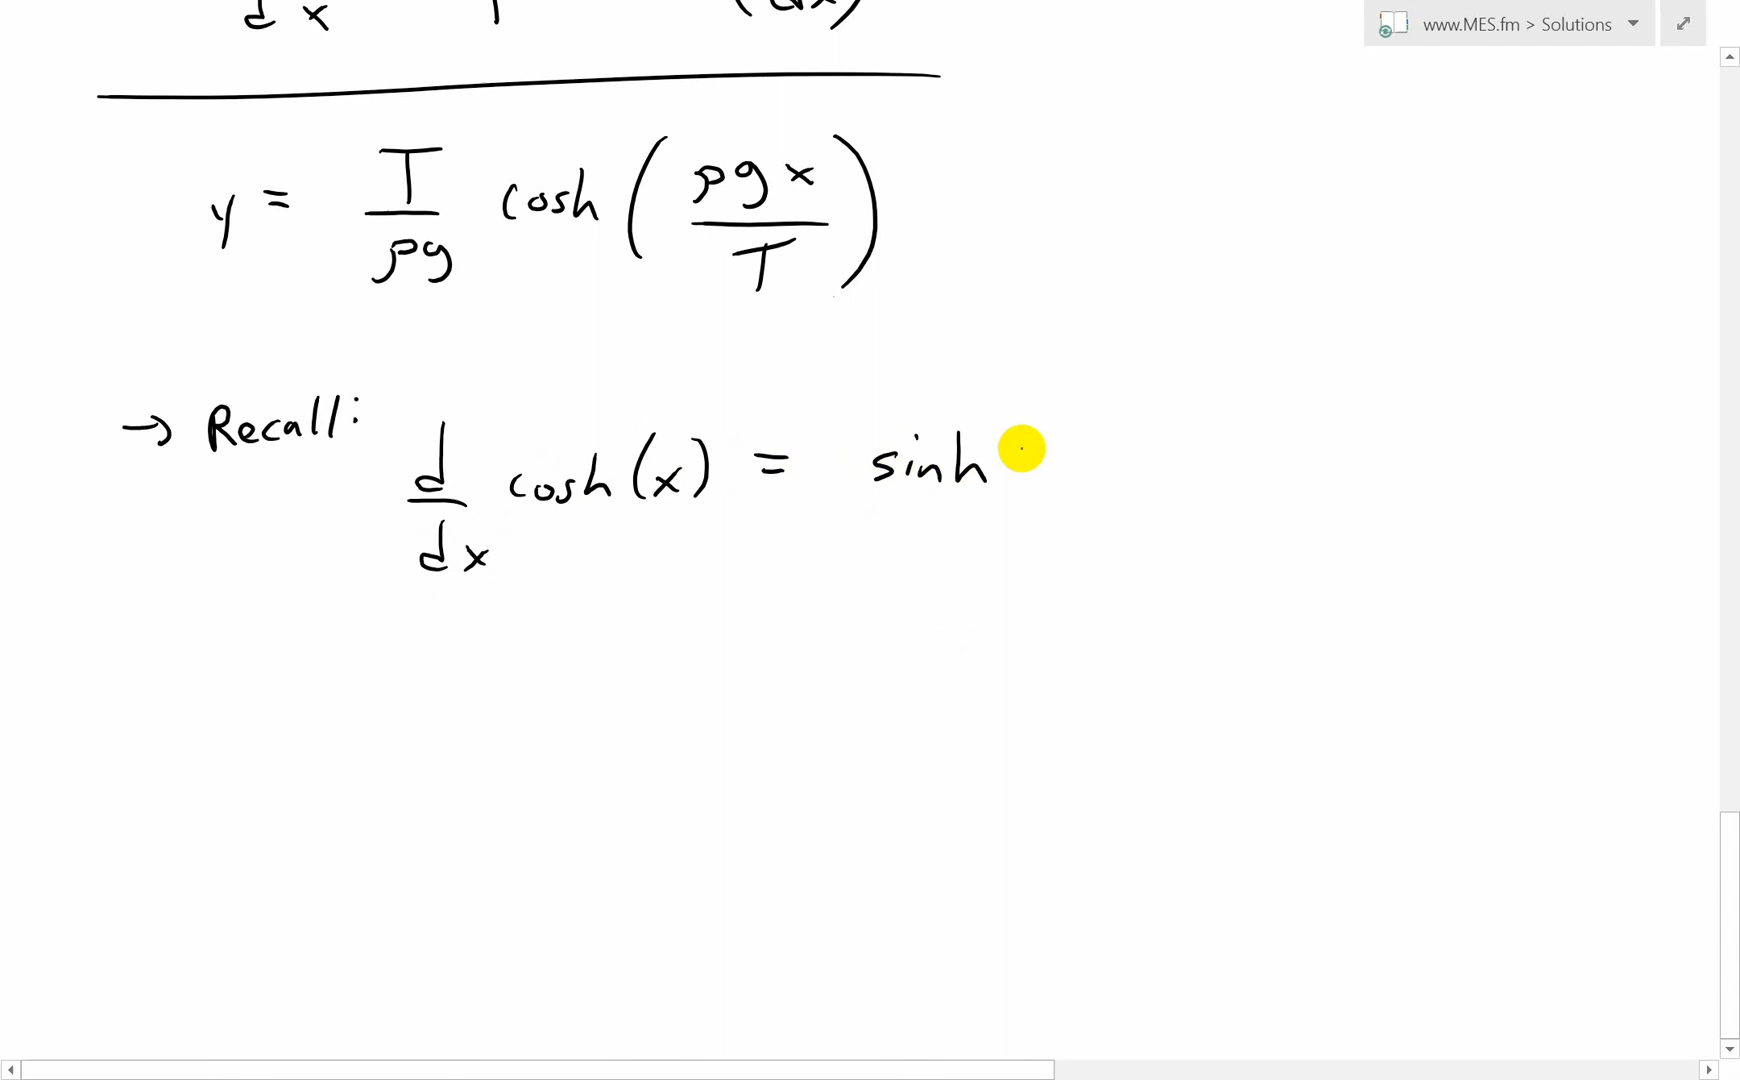 www.MES.fm > Solutions
y = T/ρg cosh(ρgx/T)
→ Recall: d/dx cosh(x) = sinh